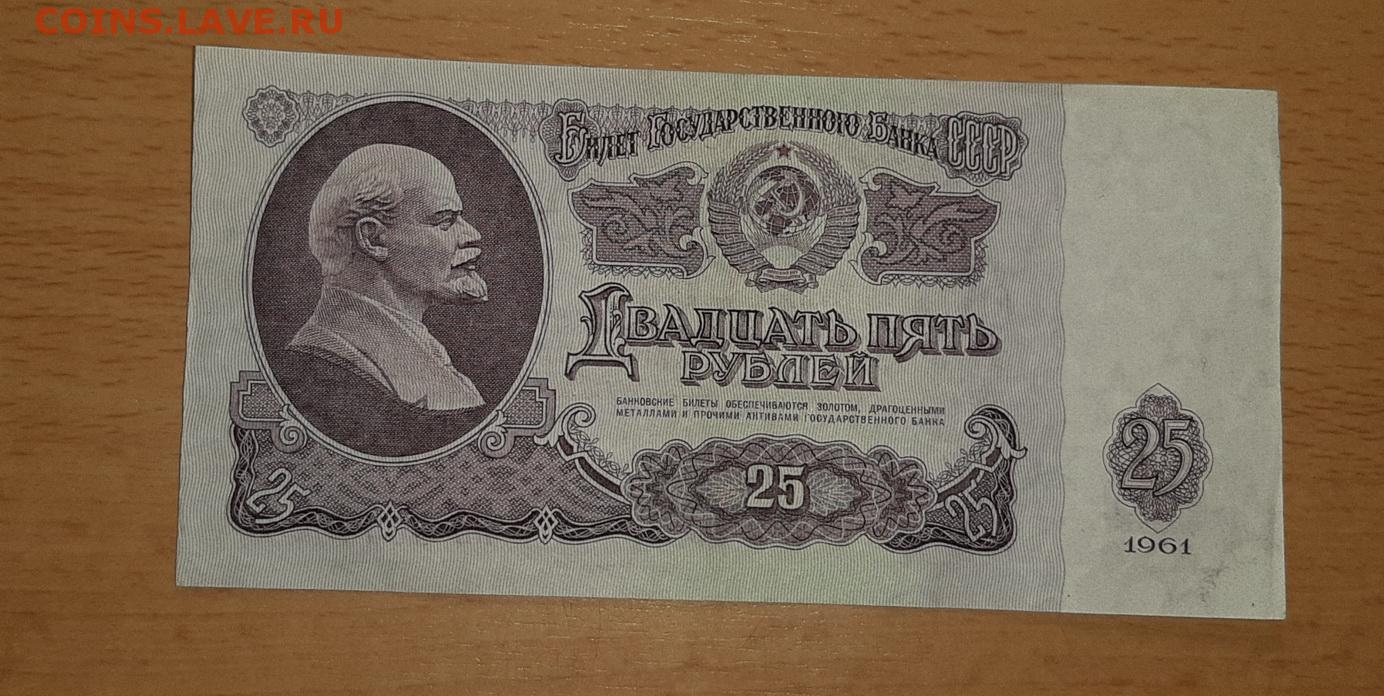 COINS.LAVE.RU
Билет Государственного Банка СССР
Двадцать пять
рублей
БАНКОВСКИЕ БИЛЕТЫ ОБЕСПЕЧИВАЮТСЯ ЗОЛОТОМ, ДРАГОЦЕННЫМИ
МЕТАЛЛАМИ И ПРОЧИМИ АКТИВАМИ ГОСУДАРСТВЕННОГО БАНКА
25
25
25
25
1961